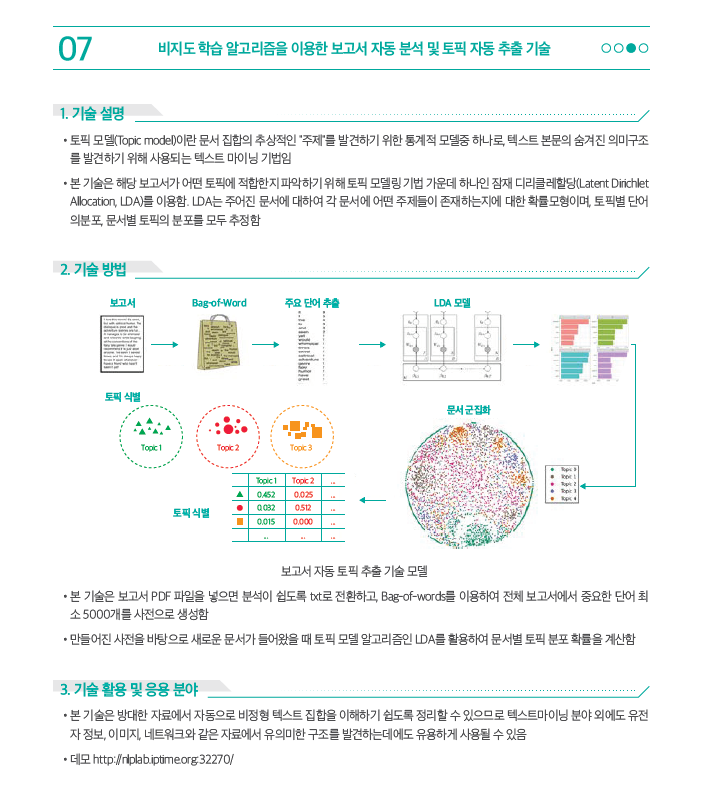 07
비지도 학습 알고리즘을 이용한 보고서 자동 분석 및 토픽 자동 추출 기술
1. 기술 설명
• 토픽 모델(Topic model)이란 문서 집합의 추상적인 "주제"를 발견하기 위한 통계적 모델중 하나로, 텍스트 본문의 숨겨진 의미구조
를 발견하기 위해 사용되는 텍스트 마이닝 기법임
• 본 기술은 해당 보고서가 어떤 토픽에 적합한지 파악하기 위해 토픽 모델링 기법 가운데 하나인 잠재 디리클레할당(Latent Dirichlet
Allocation, LDA)를 이용함. LDA는 주어진 문서에 대하여 각 문서에 어떤 주제들이 존재하는지에 대한 확률모형이며, 토픽별 단어
의분포, 문서별 토픽의 분포를 모두 추정함
2. 기술 방법
보고서
Bag-of-Word
주요 단어 추출
LDA 모델
토픽 식별
Topic 1
Topic 2
Topic 3
문서 군집화
Topic 0
Topic 1
Topic 2
Topic 3
Topic 4
토픽 식별
Topic 1 Topic 2 ...
0.452 0.025 ...
0.032 0.512 ...
0.015 0.000 ...
... ... ...
보고서 자동 토픽 추출 기술 모델
• 본 기술은 보고서 PDF 파일을 넣으면 분석이 쉽도록 txt로 전환하고, Bag-of-words를 이용하여 전체 보고서에서 중요한 단어 최
소 5000개를 사전으로 생성함
• 만들어진 사전을 바탕으로 새로운 문서가 들어왔을 때 토픽 모델 알고리즘인 LDA를 활용하여 문서별 토픽 분포 확률을 계산함
3. 기술 활용 및 응용 분야
• 본 기술은 방대한 자료에서 자동으로 비정형 텍스트 집합을 이해하기 쉽도록 정리할 수 있으므로 텍스트마이닝 분야 외에도 유전
자 정보, 이미지, 네트워크와 같은 자료에서 유의미한 구조를 발견하는데에도 유용하게 사용될 수 있음
• 데모 http://nlplab.iptime.org:32270/